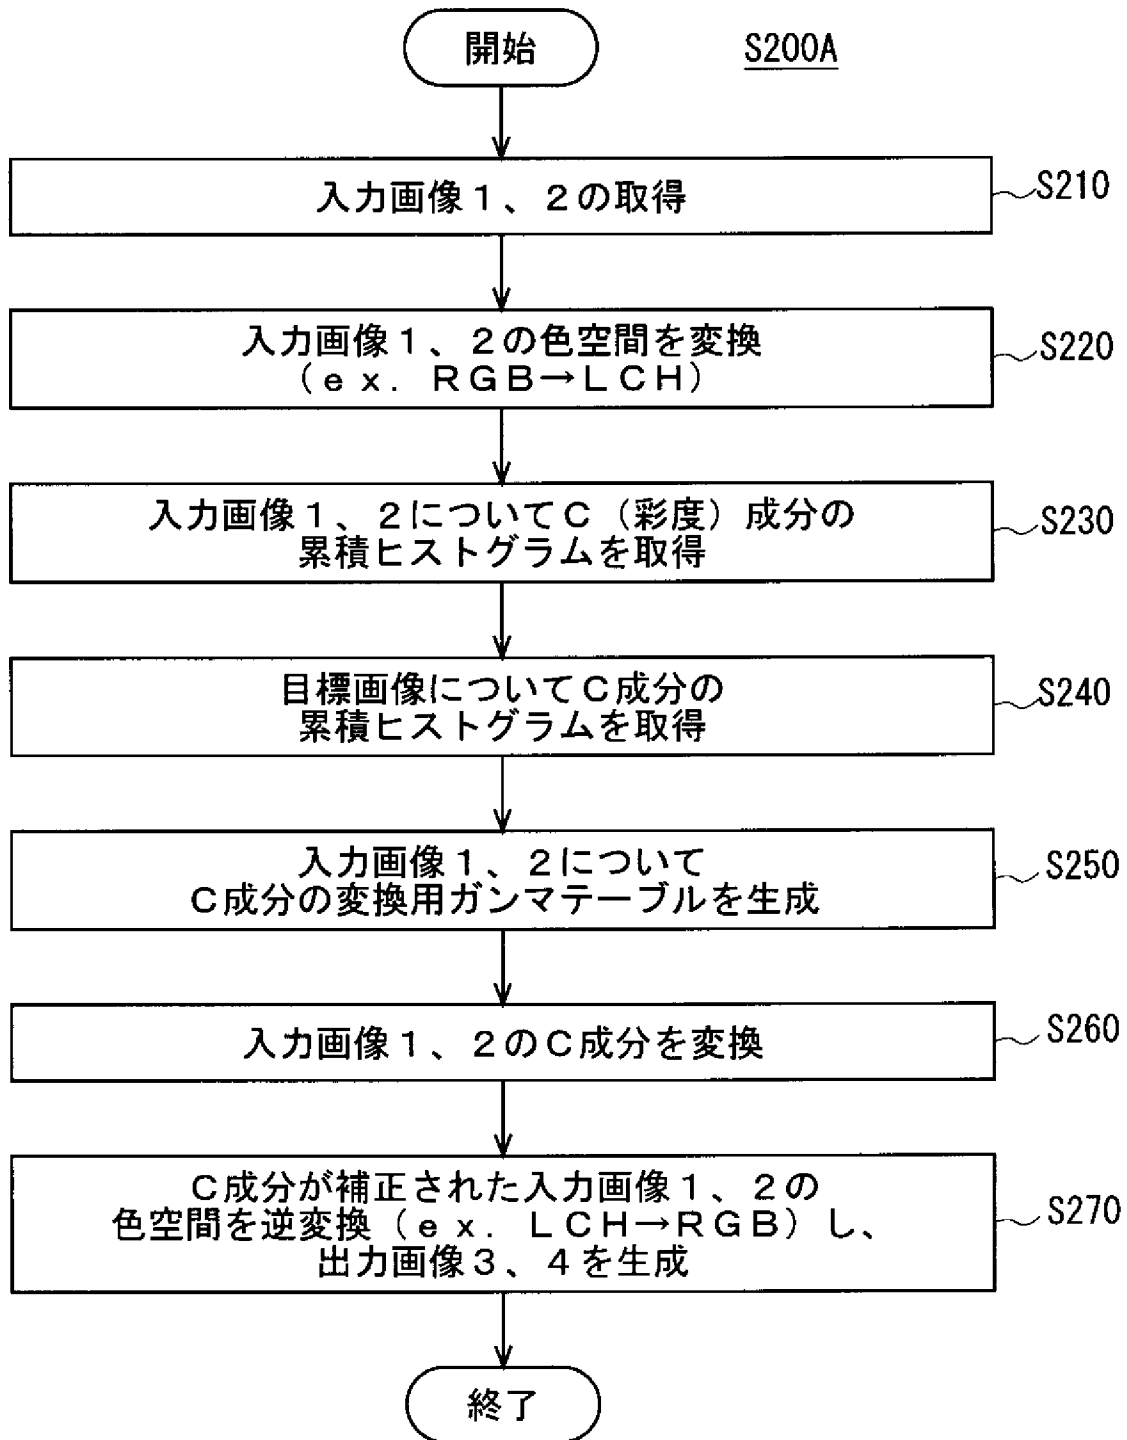 開始
S200A
入力画像１、２の取得
S210
入力画像１、２の色空間を変換
（ｅｘ．ＲＧＢ→ＬＣＨ）
S220
入力画像１、２についてＣ（彩度）成分の
累積ヒストグラムを取得
S230
目標画像についてＣ成分の
累積ヒストグラムを取得
S240
入力画像１、２について
Ｃ成分の変換用ガンマテーブルを生成
S250
入力画像１、２のＣ成分を変換
S260
Ｃ成分が補正された入力画像１、２の
色空間を逆変換（ｅｘ．ＬＣＨ→ＲＧＢ）し、
出力画像３、４を生成
S270
終了